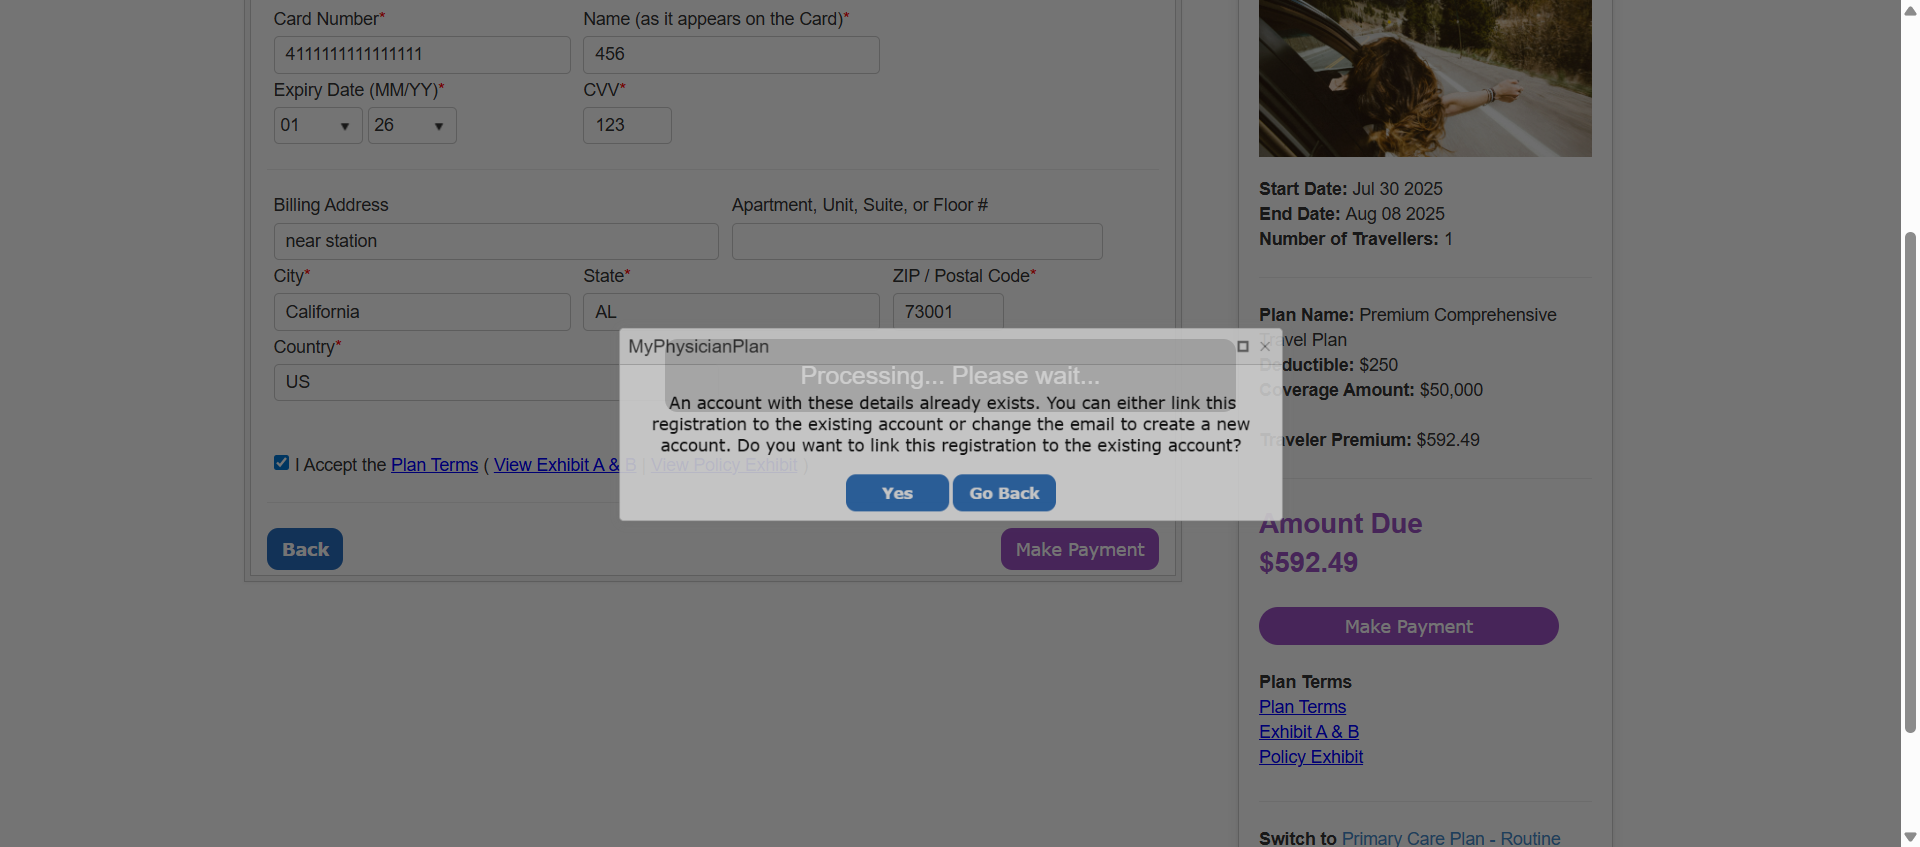 Card Number*
Name (as it appears on the Card)*
4111111111111111
456
Expiry Date (MM/YY)*
CVV*
01
26
123
Billing Address
Apartment, Unit, Suite, or Floor #
near station
City*
State*
ZIP / Postal Code*
California
AL
73001
Country*
US
I Accept the Plan Terms ( View Exhibit A & B | View Policy Exhibit )
Back
Make Payment
MyPhysicianPlan
Processing... Please wait...
An account with these details already exists. You can either link this
registration to the existing account or change the email to create a new
account. Do you want to link this registration to the existing account?
Yes
Go Back
Start Date: Jul 30 2025
End Date: Aug 08 2025
Number of Travellers: 1
Plan Name: Premium Comprehensive
Travel Plan
Deductible: $250
Coverage Amount: $50,000
Traveler Premium: $592.49
Amount Due
$592.49
Make Payment
Plan Terms
Plan Terms
Exhibit A & B
Policy Exhibit
Switch to Primary Care Plan - Routine